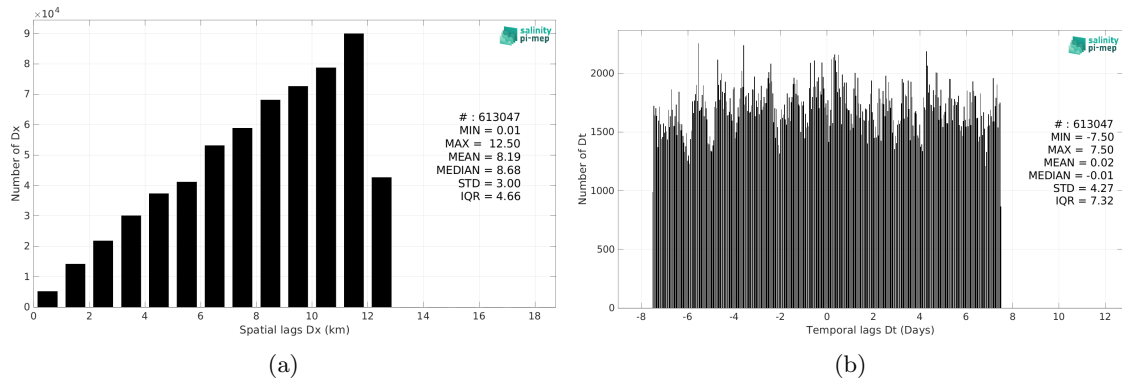 ×10⁴
9
8
7
6
5
4
3
2
1
0
Number of Dx
0 2 4 6 8 10 12 14 16 18
Spatial lags Dx (km)
salinity
pi-mep
# : 613047
MIN = 0.01
MAX = 12.50
MEAN = 8.19
MEDIAN = 8.68
STD = 3.00
IQR = 4.66
(a)
2000
1500
1000
500
0
Number of Dt
-8 -6 -4 -2 0 2 4 6 8 10 12
Temporal lags Dt (Days)
salinity
pi-mep
# : 613047
MIN = -7.50
MAX = 7.50
MEAN = 0.02
MEDIAN = -0.01
STD = 4.27
IQR = 7.32
(b)